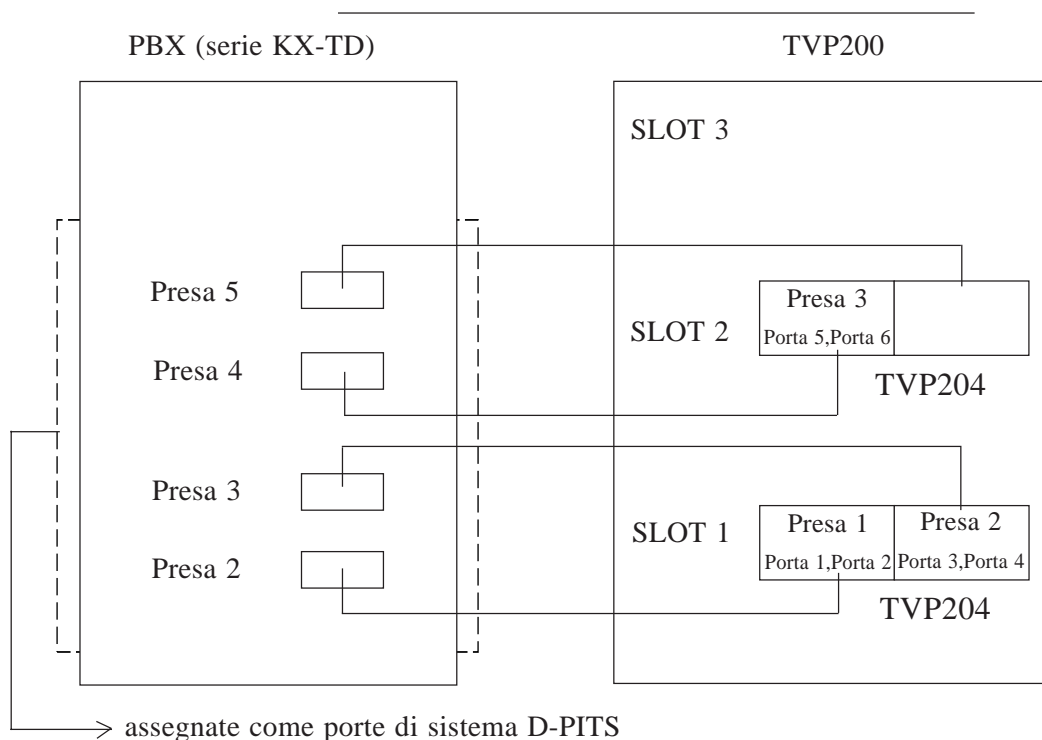 PBX (serie KX-TD)
TVP200
SLOT 3
Presa 5
Presa 4
Presa 3
Presa 2
SLOT 2
Presa 3
Porta 5,Porta 6
TVP204
SLOT 1
Presa 1
Presa 2
Porta 1,Porta 2
Porta 3,Porta 4
TVP204
assegnate come porte di sistema D-PITS